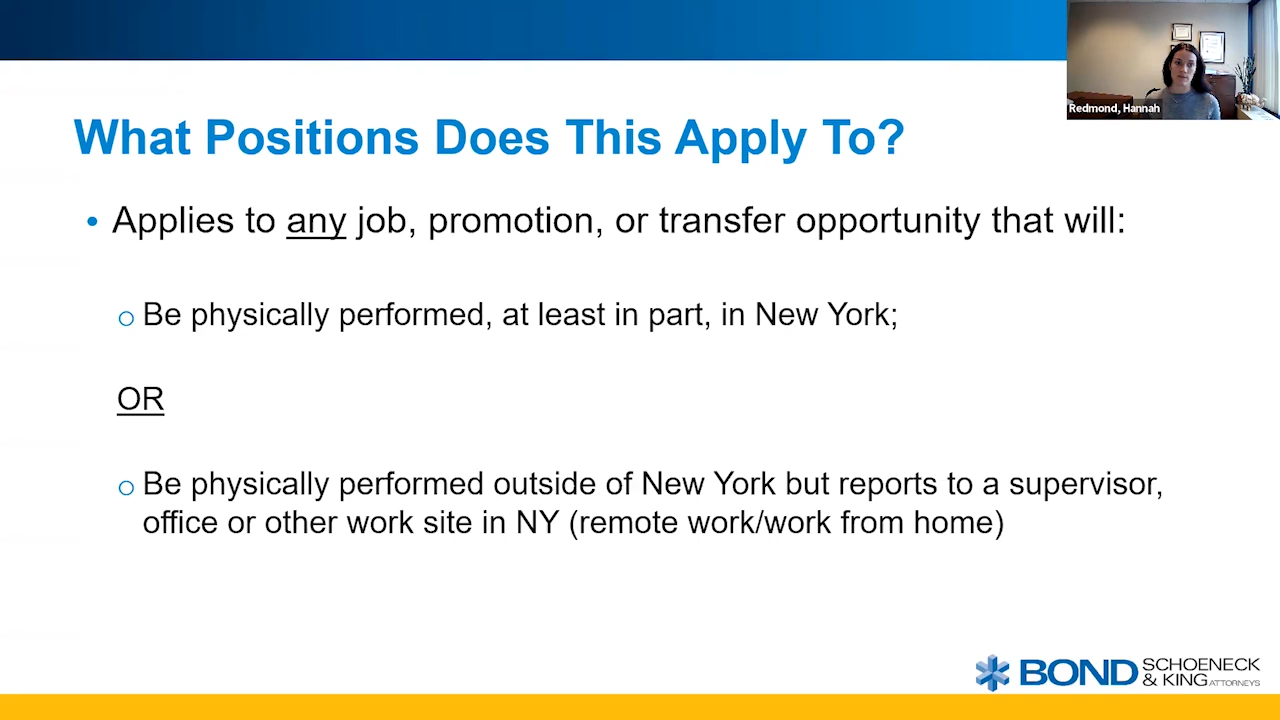 Redmond, Hannah
What Positions Does This Apply To?
• Applies to any job, promotion, or transfer opportunity that will:
o Be physically performed, at least in part, in New York;
OR
o Be physically performed outside of New York but reports to a supervisor,
office or other work site in NY (remote work/work from home)
BOND SCHOENECK
& KING ATTORNEYS